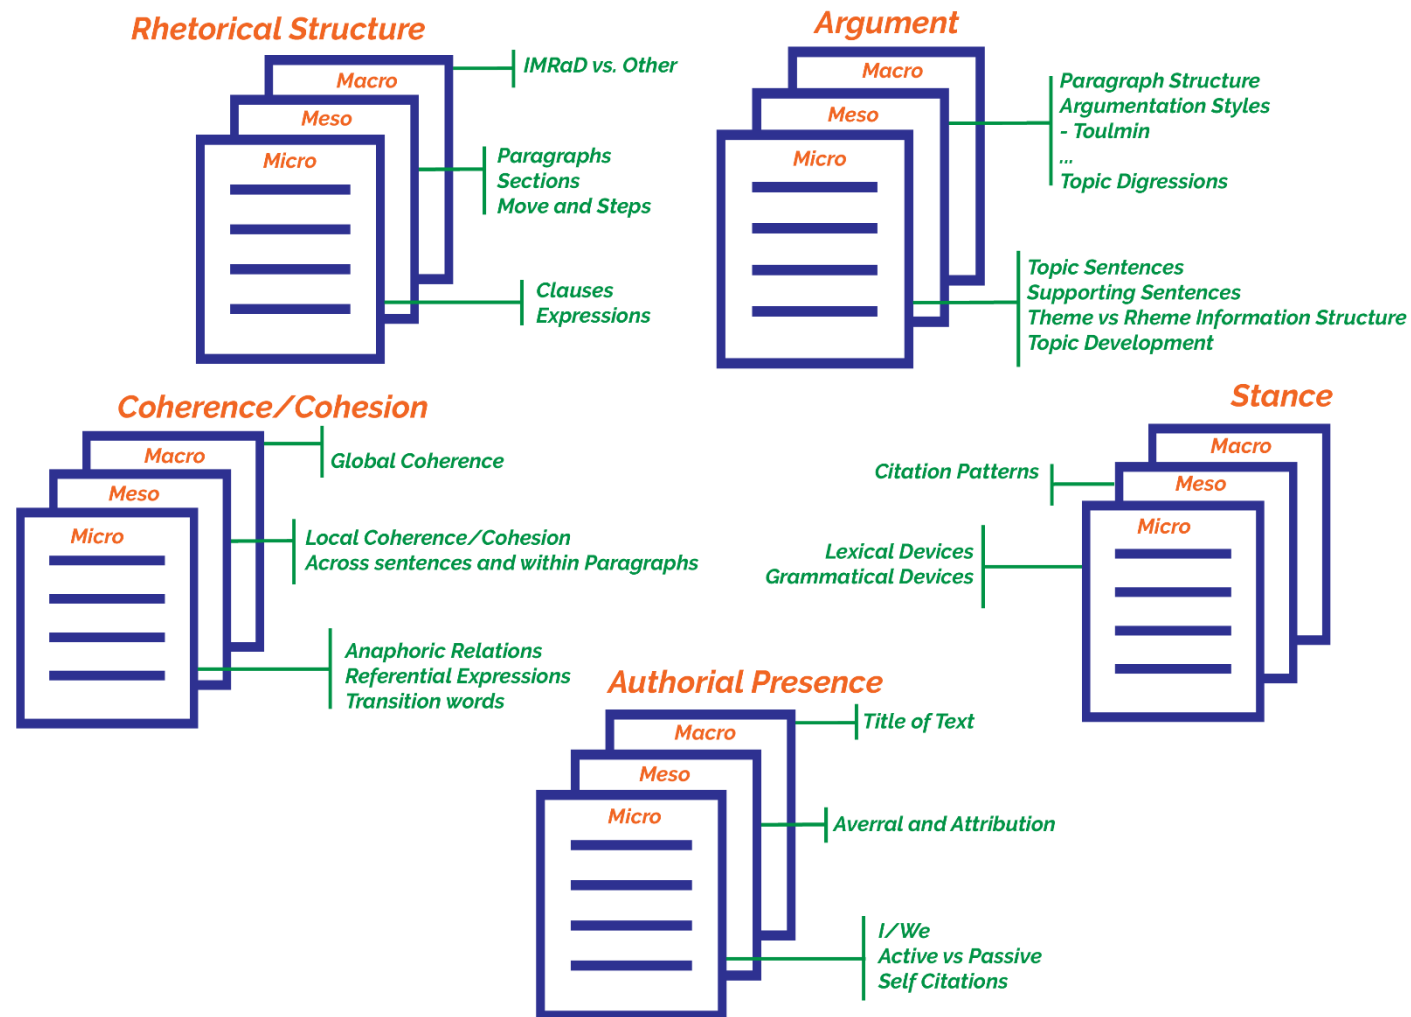 Rhetorical Structure
Macro
Meso
Micro
IMRaD vs. Other
Paragraphs
Sections
Move and Steps
Clauses
Expressions
Argument
Macro
Meso
Micro
Paragraph Structure
Argumentation Styles
- Toulmin
...
Topic Digressions
Topic Sentences
Supporting Sentences
Theme vs Rheme Information Structure
Topic Development
Coherence/Cohesion
Macro
Meso
Micro
Global Coherence
Local Coherence/Cohesion
Across sentences and within Paragraphs
Anaphoric Relations
Referential Expressions
Transition words
Stance
Macro
Meso
Micro
Citation Patterns
Lexical Devices
Grammatical Devices
Authorial Presence
Macro
Meso
Micro
Title of Text
Averral and Attribution
I/We
Active vs Passive
Self Citations